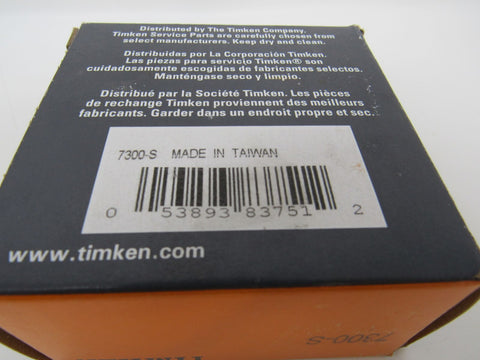 Distributed by The Timken Company.
Timken Service Parts are carefully chosen from
select manufacturers. Keep dry and clean.
Distribuidas por La Corporación Timken.
Las piezas para servicio Timken® son
cuidadosamente escogidas de fabricantes selectos.
Manténgase seco y limpio.
Distribué par la Société Timken. Les pièces
de rechange Timken proviennent des meilleurs
fabricants. Garder dans un endroit propre et sec.
7300-S MADE IN TAIWAN
0 53893 83751 2
www.timken.com
7300-S